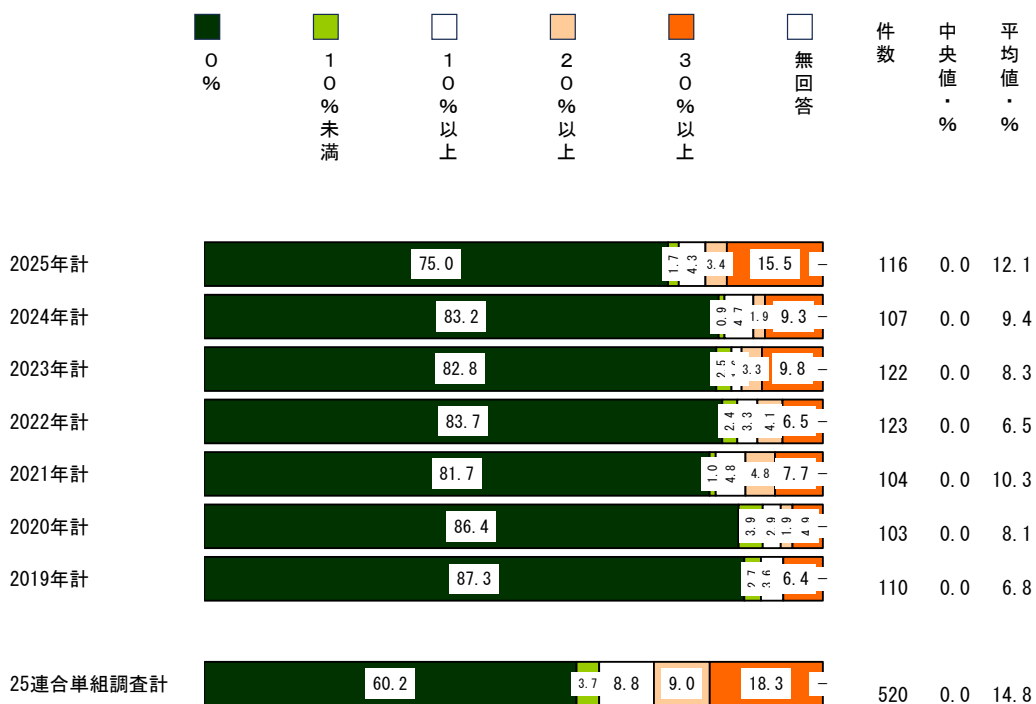 0%
10%未満
10%以上
20%以上
30%以上
無回答
件数
中央値・%
平均値・%
2025年計 75.0 1.7 4.3 3.4 15.5 - 116 0.0 12.1
2024年計 83.2 0.9 4.7 1.9 9.3 - 107 0.0 9.4
2023年計 82.8 2.5 3.3 9.8 - 122 0.0 8.3
2022年計 83.7 2.4 3.3 4.1 6.5 - 123 0.0 6.5
2021年計 81.7 1.0 4.8 4.8 7.7 - 104 0.0 10.3
2020年計 86.4 3.9 2.9 1.9 4.9 - 103 0.0 8.1
2019年計 87.3 2.7 3.6 6.4 - 110 0.0 6.8
25連合単組調査計 60.2 3.7 8.8 9.0 18.3 - 520 0.0 14.8